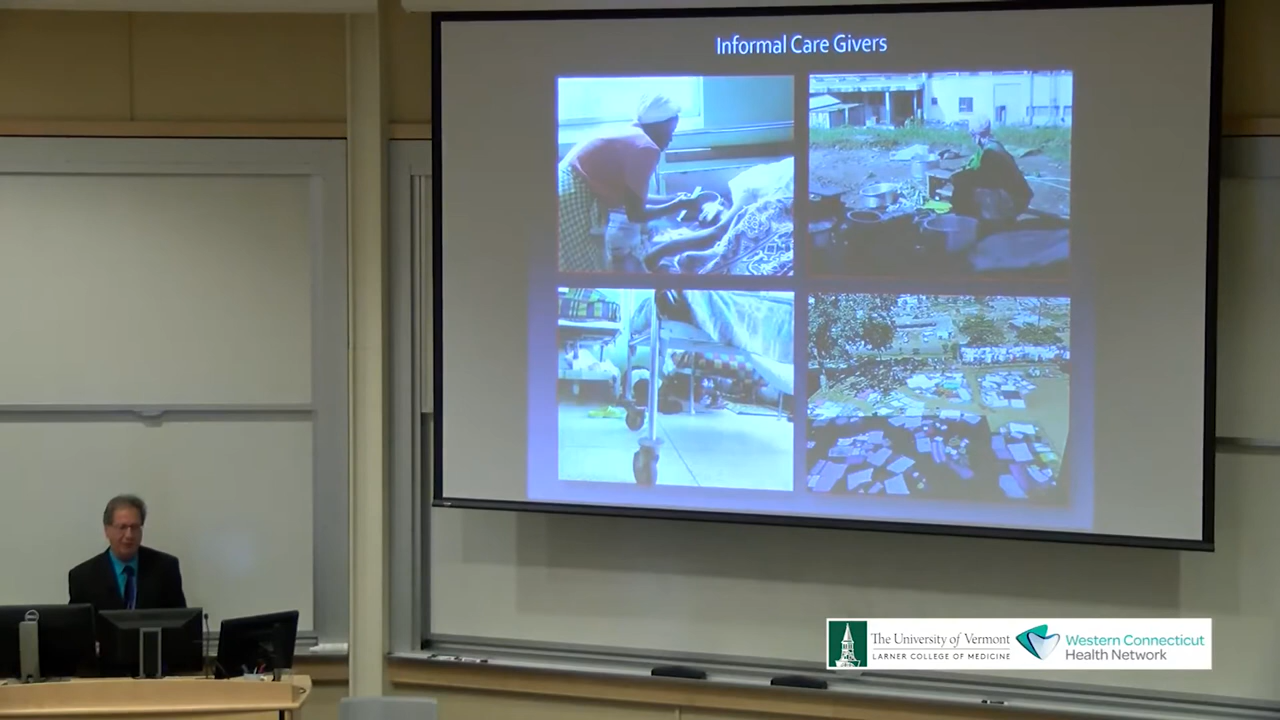 Informal Care Givers
The University of Vermont
LARNER COLLEGE OF MEDICINE
Western Connecticut
Health Network